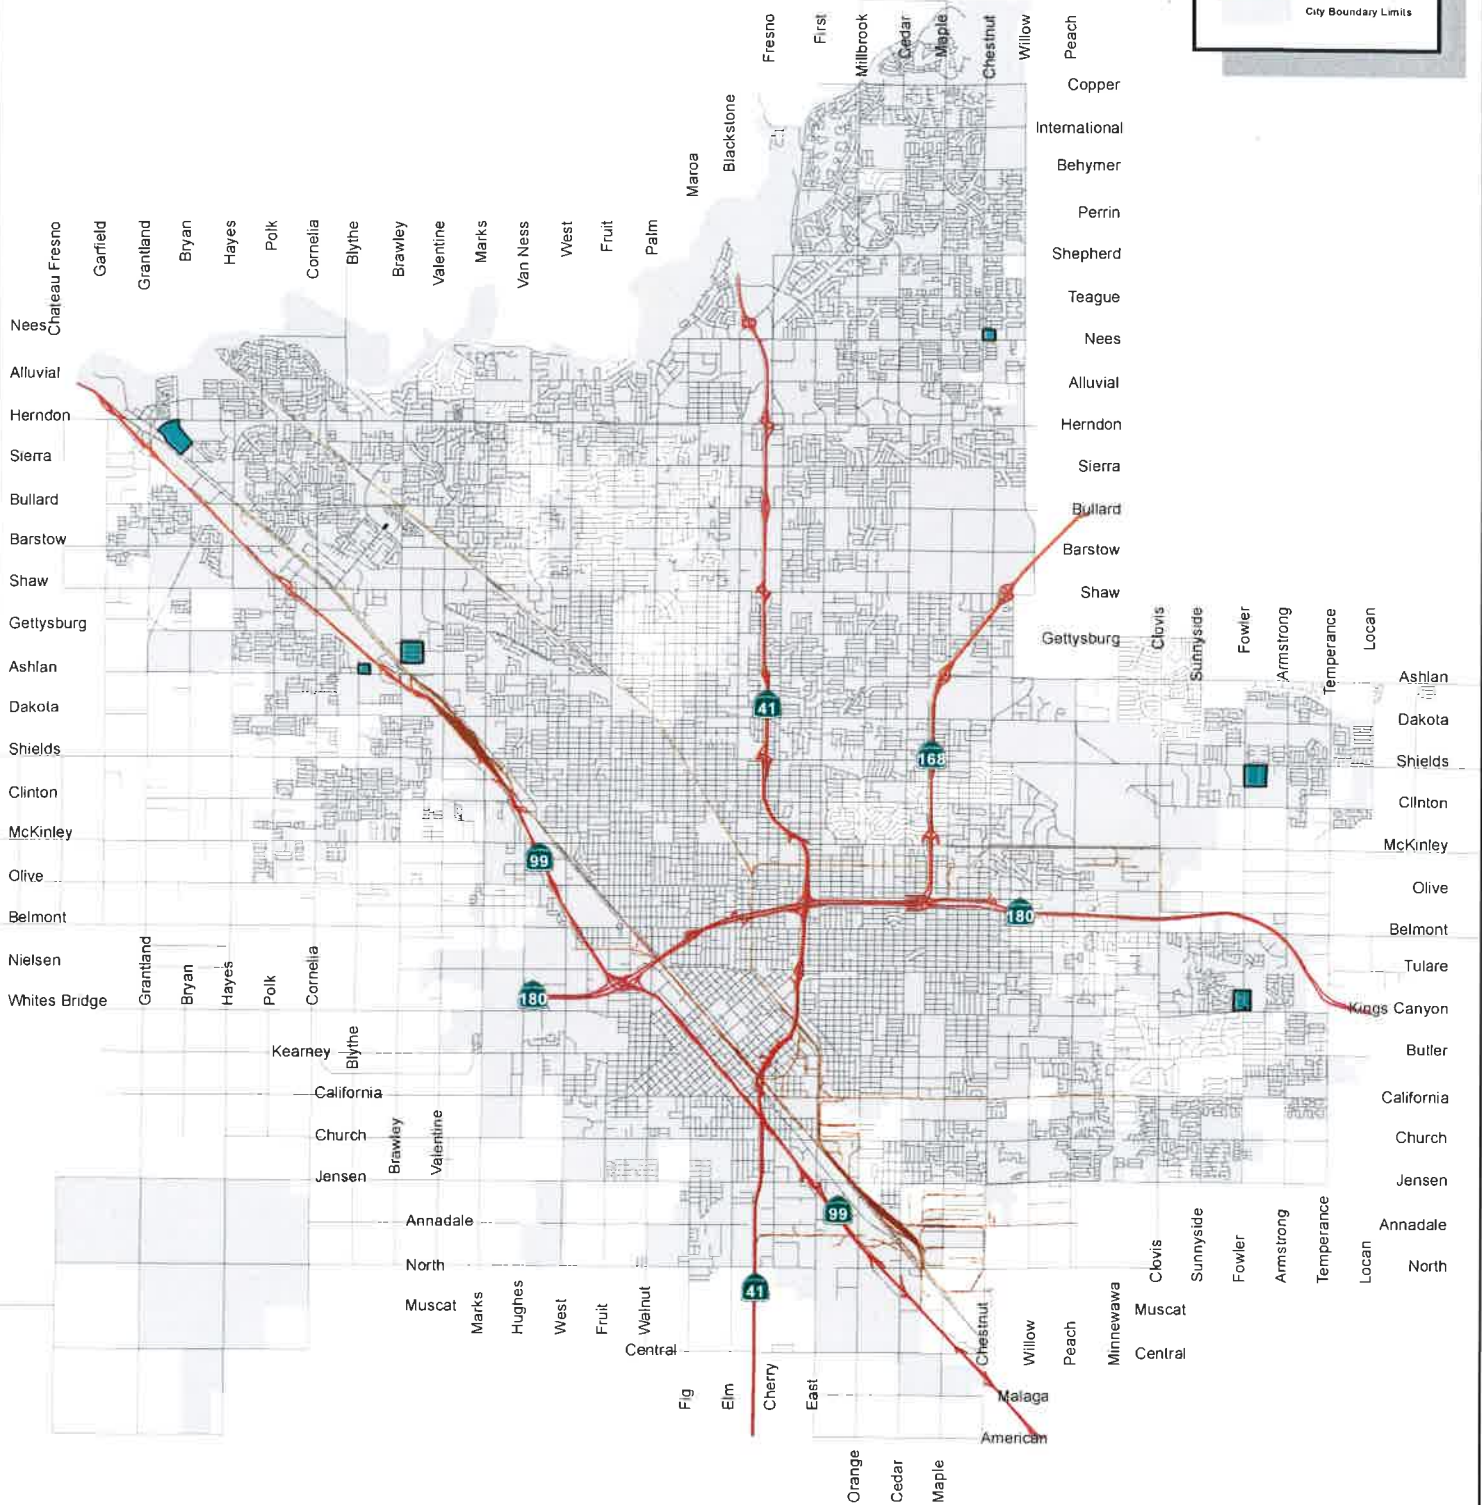 City Boundary Limits
Fresno
First
Millbrook
Cedar
Maple
Chestnut
Willow
Peach
Copper
International
Behymer
Perrin
Shepherd
Teague
Nees
Alluvial
Herndon
Sierra
Bullard
Barstow
Shaw
Gettysburg
Maroa
Blackstone
Chateau Fresno
Garfield
Grantland
Bryan
Hayes
Polk
Cornelia
Blythe
Brawley
Valentine
Marks
Van Ness
West
Fruit
Palm
Nees
Alluvial
Herndon
Sierra
Bullard
Barstow
Shaw
Gettysburg
Ashlan
Dakota
Shields
Clinton
McKinley
Olive
Belmont
Nielsen
Whites Bridge
Clovis
Sunnyside
Fowler
Armstrong
Temperance
Locan
Ashlan
Dakota
Shields
Clinton
McKinley
Olive
Belmont
Tulare
Kings Canyon
Butler
California
Church
Jensen
Annadale
North
41
168
99
180
180
99
41
Grantland
Bryan
Hayes
Polk
Cornelia
Kearney
Blythe
California
Church
Brawley
Valentine
Jensen
Annadale
North
Muscat
Marks
Hughes
West
Fruit
Walnut
Central
Fig
Elm
Cherry
East
Orange
Cedar
Maple
Chestnut
Willow
Peach
Minnewawa
Clovis
Sunnyside
Fowler
Armstrong
Temperance
Locan
Muscat
Central
Malaga
American